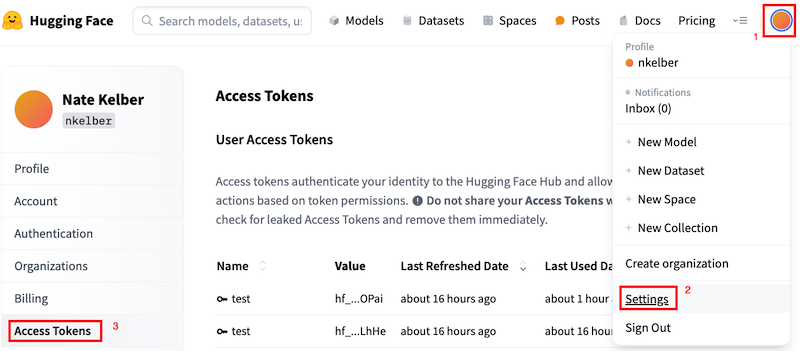 Hugging Face
Search models, datasets, us
Models
Datasets
Spaces
Posts
Docs
Pricing
1
Profile
nkelber
Notifications
Inbox (0)
+ New Model
+ New Dataset
+ New Space
+ New Collection
Create organization
Settings 2
Sign Out
Nate Kelber
nkelber
Profile
Account
Authentication
Organizations
Billing
Access Tokens 3
Access Tokens
User Access Tokens
Access tokens authenticate your identity to the Hugging Face Hub and allow
actions based on token permissions. Do not share your Access Tokens w
check for leaked Access Tokens and remove them immediately.
Name Value Last Refreshed Date Last Used Da
test hf_...OPai about 16 hours ago about 1 hour a
test hf_...LhHe about 16 hours ago about 16 hour